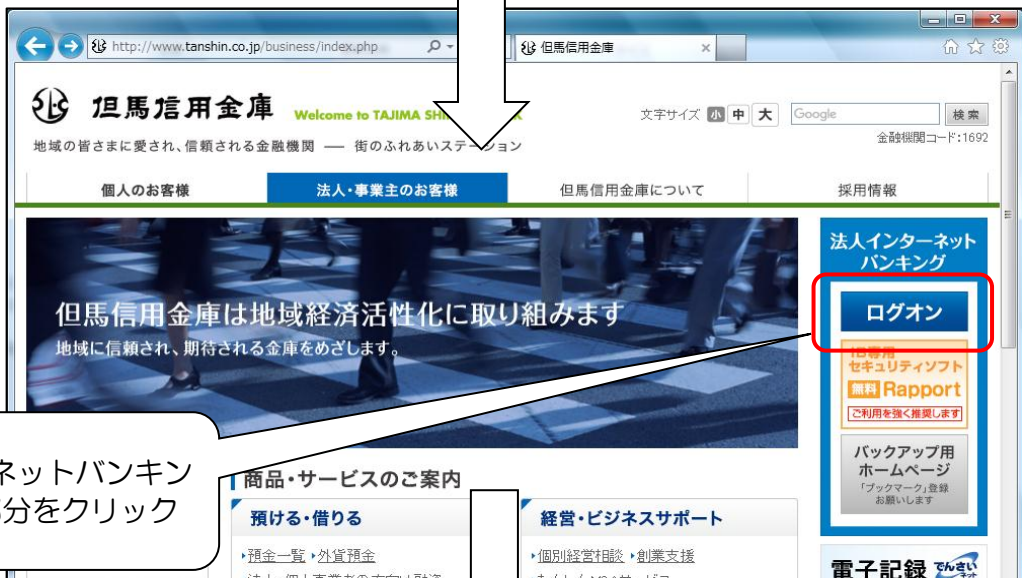 http://www.tanshin.co.jp/business/index.php
但馬信用金庫
但馬信用金庫
Welcome to TAJIMA
文字サイズ 小 中 大
Google
検索
地域の皆さまに愛され、信頼される金融機関 ― 街のふれあいステーション
金融機関コード:1692
個人のお客様
法人・事業主のお客様
但馬信用金庫について
採用情報
但馬信用金庫は地域経済活性化に取り組みます
地域に信頼され、期待される金庫をめざします。
法人インターネット
バンキング
ログオン
IB専用
セキュリティソフト
無料 Rapport
ご利用を強く推奨します
バックアップ用
ホームページ
「ブックマーク」登録
お願いします
電子記録 でんさい
ネットバンキン
分をクリック
商品・サービスのご案内
預ける・借りる
預金一覧 外貨預金
経営・ビジネスサポート
個別経営相談 創業支援